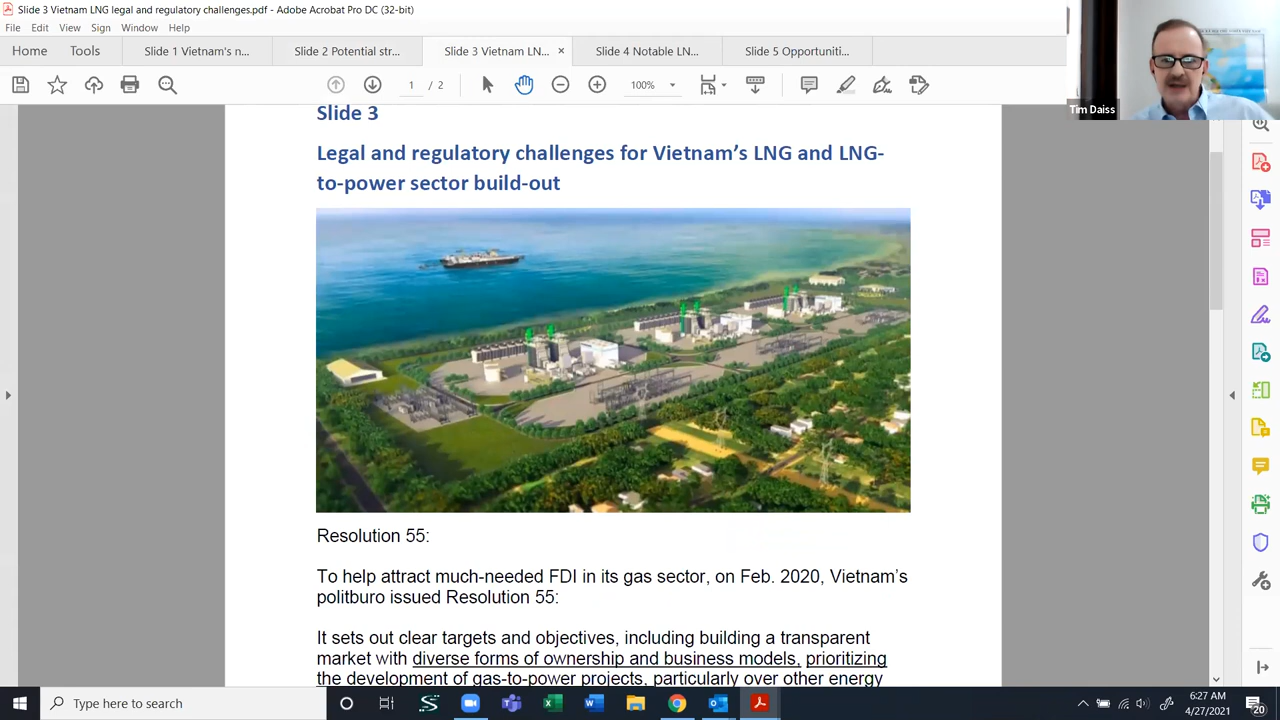 Slide 3 Vietnam LNG legal and regulatory challenges.pdf - Adobe Acrobat Pro DC (32-bit)
File Edit View Sign Window Help
Home Tools Slide 1 Vietnam's n... Slide 2 Potential str... Slide 3 Vietnam LN... × Slide 4 Notable LN... Slide 5 Opportuniti...
1 / 2 100%
Tim Daiss
Slide 3
Legal and regulatory challenges for Vietnam’s LNG and LNG-
to-power sector build-out
Resolution 55:
To help attract much-needed FDI in its gas sector, on Feb. 2020, Vietnam’s
politburo issued Resolution 55:
It sets out clear targets and objectives, including building a transparent
market with diverse forms of ownership and business models, prioritizing
the development of gas-to-power projects, particularly over other energy
Type here to search
6:27 AM
4/27/2021
20